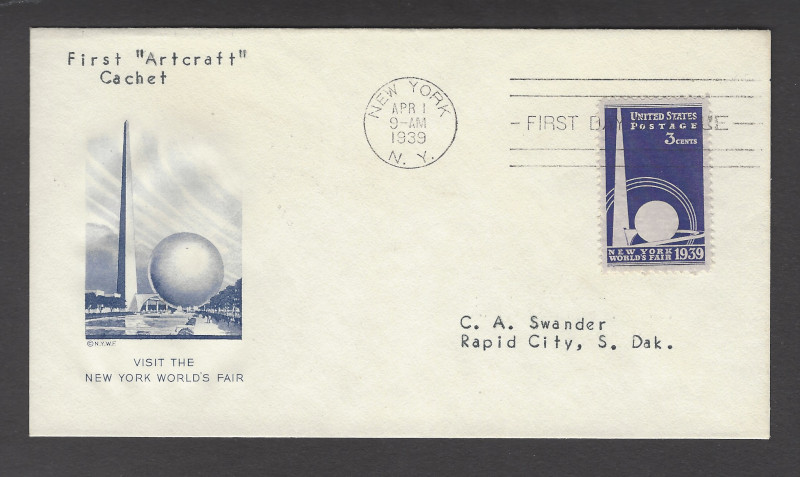 First "Artcraft"
Cachet
NEW YORK
APR 1
9-AM
1939
N. Y.
FIRST DAY
UNITED STATES
POSTAGE
3 CENTS
NEW YORK
WORLD'S FAIR 1939
C. A. Swander
Rapid City, S. Dak.
© N.Y.W.F.
VISIT THE
NEW YORK WORLD'S FAIR